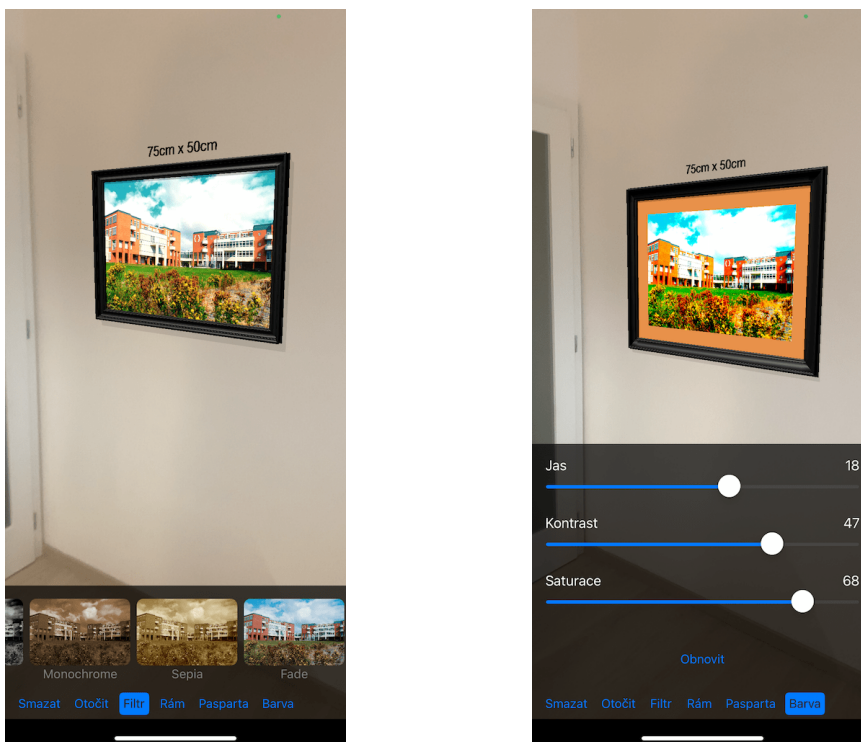 75cm x 50cm
Monochrome Sepia Fade
Smazat Otočit Filtr Rám Pasparta Barva
75cm x 50cm
Jas 18
Kontrast 47
Saturace 68
Obnovit
Smazat Otočit Filtr Rám Pasparta Barva